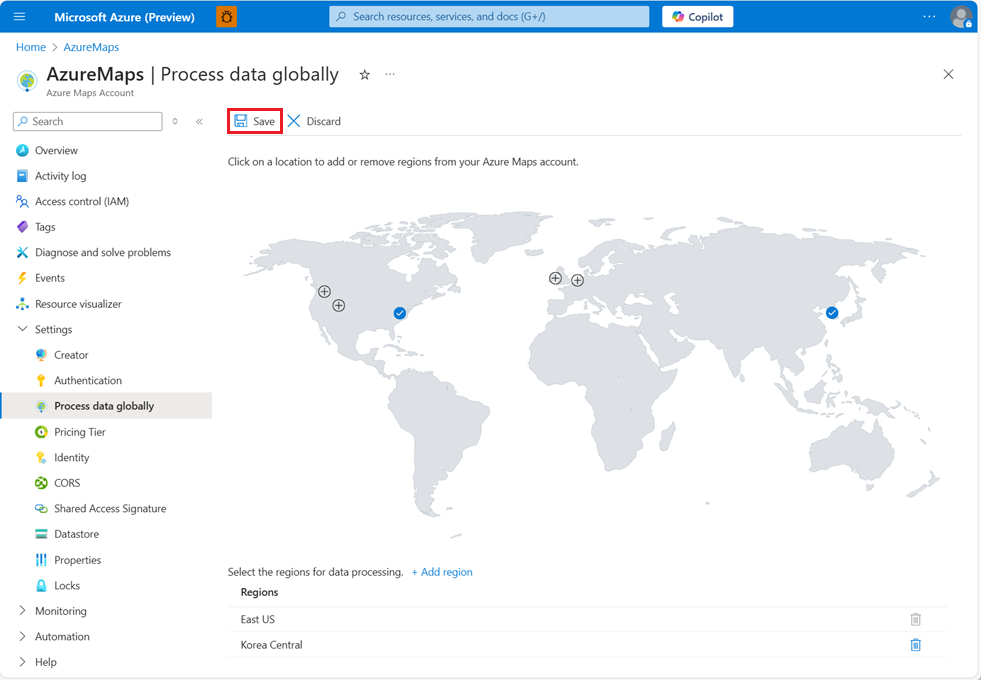 Microsoft Azure (Preview)
Search resources, services, and docs (G+/)
Copilot
Home > AzureMaps
AzureMaps | Process data globally
Azure Maps Account
Search
Save
Discard
Click on a location to add or remove regions from your Azure Maps account.
Overview
Activity log
Access control (IAM)
Tags
Diagnose and solve problems
Events
Resource visualizer
Settings
Creator
Authentication
Process data globally
Pricing Tier
Identity
CORS
Shared Access Signature
Datastore
Properties
Locks
Monitoring
Automation
Help
Select the regions for data processing. + Add region
Regions
East US
Korea Central